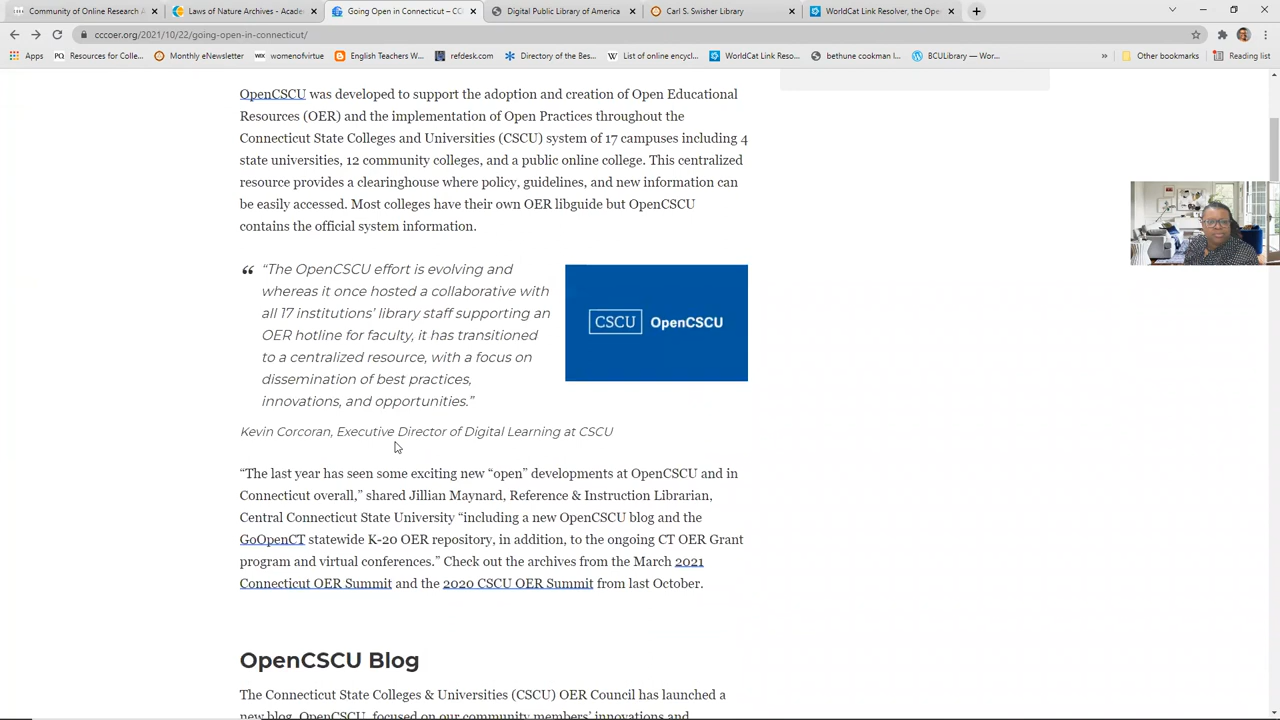 Community of Online Research A
Laws of Nature Archives - Acade
Going Open in Connecticut – CC
Digital Public Library of America
Carl S. Swisher Library
WorldCat Link Resolver, the Ope
cccoer.org/2021/10/22/going-open-in-connecticut/
Apps
Resources for Colle...
Monthly eNewsletter
womenofvirtue
English Teachers W...
refdesk.com
Directory of the Bes...
List of online encycl...
WorldCat Link Reso...
bethune cookman l...
BCULibrary — Wor...
Other bookmarks
Reading list
OpenCSCU was developed to support the adoption and creation of Open Educational
Resources (OER) and the implementation of Open Practices throughout the
Connecticut State Colleges and Universities (CSCU) system of 17 campuses including 4
state universities, 12 community colleges, and a public online college. This centralized
resource provides a clearinghouse where policy, guidelines, and new information can
be easily accessed. Most colleges have their own OER libguide but OpenCSCU
contains the official system information.
“The OpenCSCU effort is evolving and
whereas it once hosted a collaborative with
all 17 institutions’ library staff supporting an
OER hotline for faculty, it has transitioned
to a centralized resource, with a focus on
dissemination of best practices,
innovations, and opportunities.”
CSCU OpenCSCU
Kevin Corcoran, Executive Director of Digital Learning at CSCU
“The last year has seen some exciting new “open” developments at OpenCSCU and in
Connecticut overall,” shared Jillian Maynard, Reference & Instruction Librarian,
Central Connecticut State University “including a new OpenCSCU blog and the
GoOpenCT statewide K-20 OER repository, in addition, to the ongoing CT OER Grant
program and virtual conferences.” Check out the archives from the March 2021
Connecticut OER Summit and the 2020 CSCU OER Summit from last October.
OpenCSCU Blog
The Connecticut State Colleges & Universities (CSCU) OER Council has launched a
new blog, OpenCSCU, focused on our community members’ innovations and